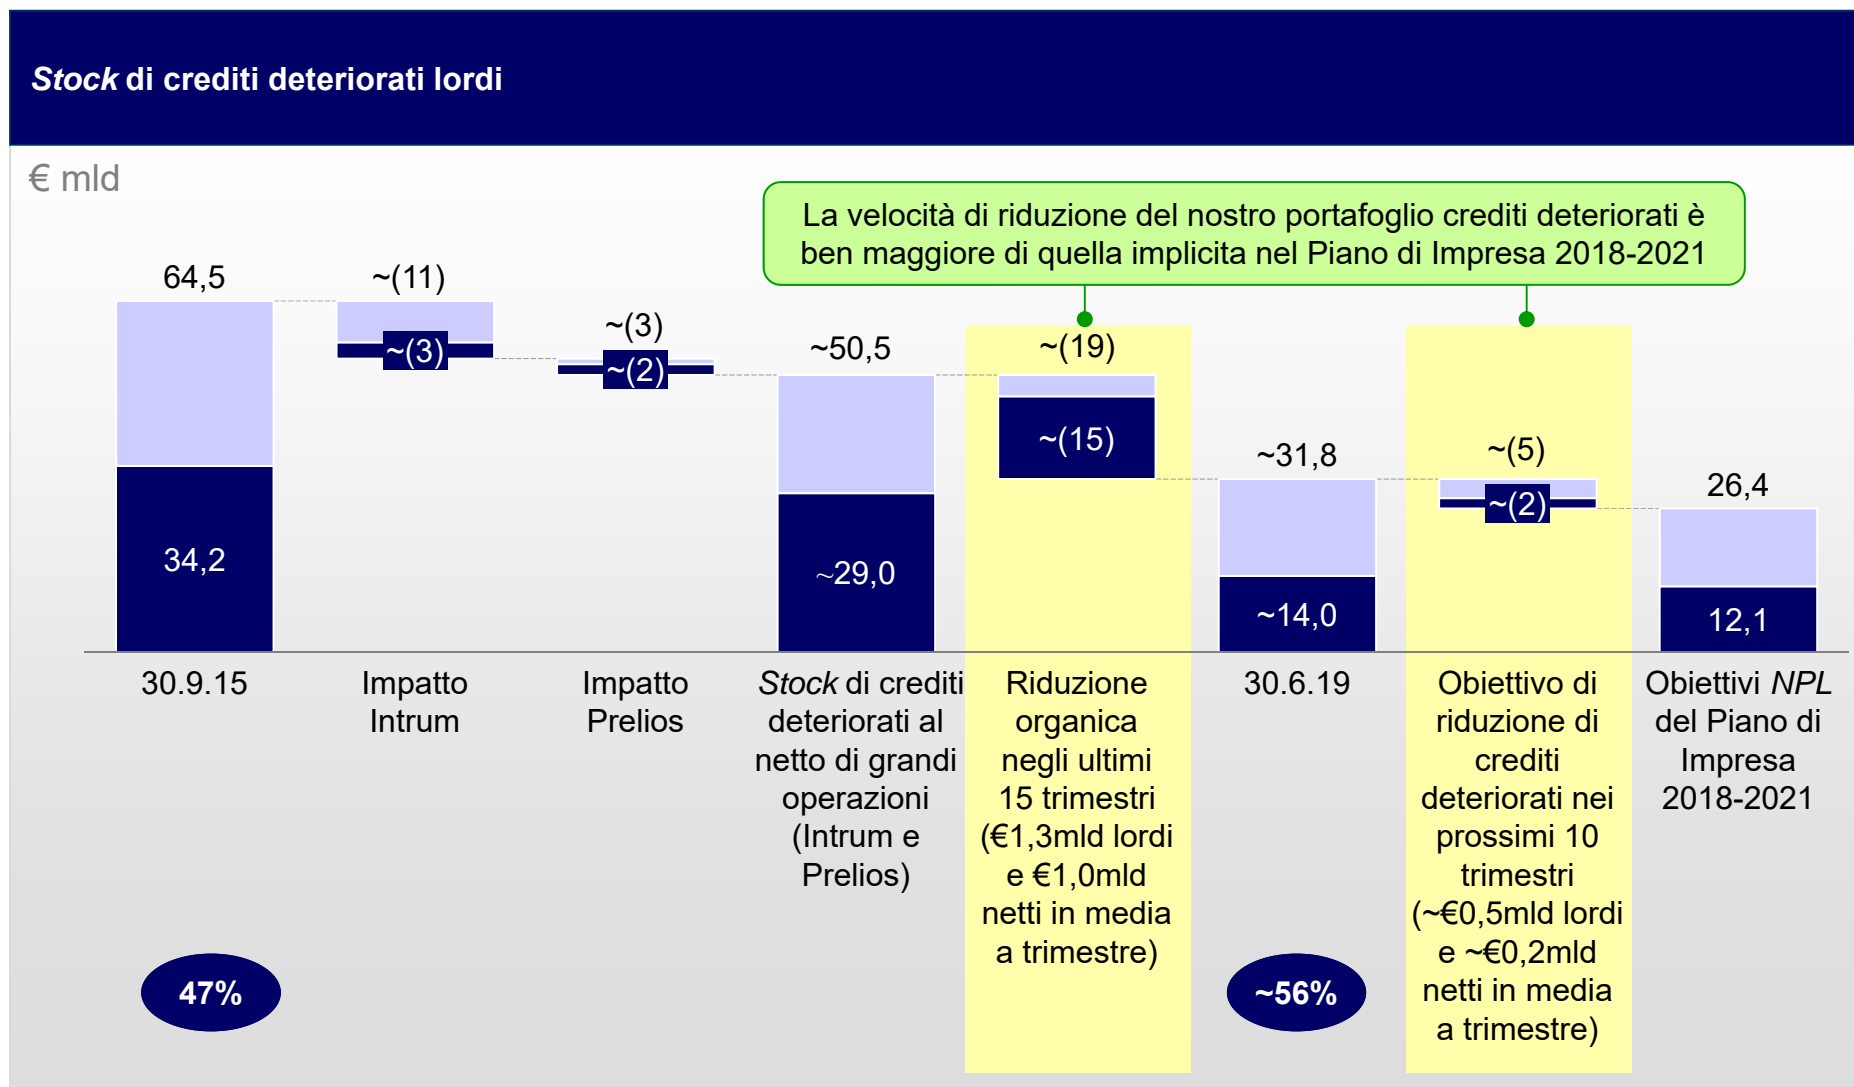 Stock di crediti deteriorati lordi
€ mld
La velocità di riduzione del nostro portafoglio crediti deteriorati è
ben maggiore di quella implicita nel Piano di Impresa 2018-2021
64,5
34,2
~(11)
~(3)
~(3)
~(2)
~50,5
~29,0
~(19)
~(15)
~31,8
~14,0
~(5)
~(2)
26,4
12,1
30.9.15
Impatto
Intrum
Impatto
Prelios
Stock di crediti
deteriorati al
netto di grandi
operazioni
(Intrum e
Prelios)
Riduzione
organica
negli ultimi
15 trimestri
(€1,3mld lordi
e €1,0mld
netti in media
a trimestre)
30.6.19
Obiettivo di
riduzione di
crediti
deteriorati nei
prossimi 10
trimestri
(~€0,5mld lordi
e ~€0,2mld
netti in media
a trimestre)
Obiettivi NPL
del Piano di
Impresa
2018-2021
47%
~56%